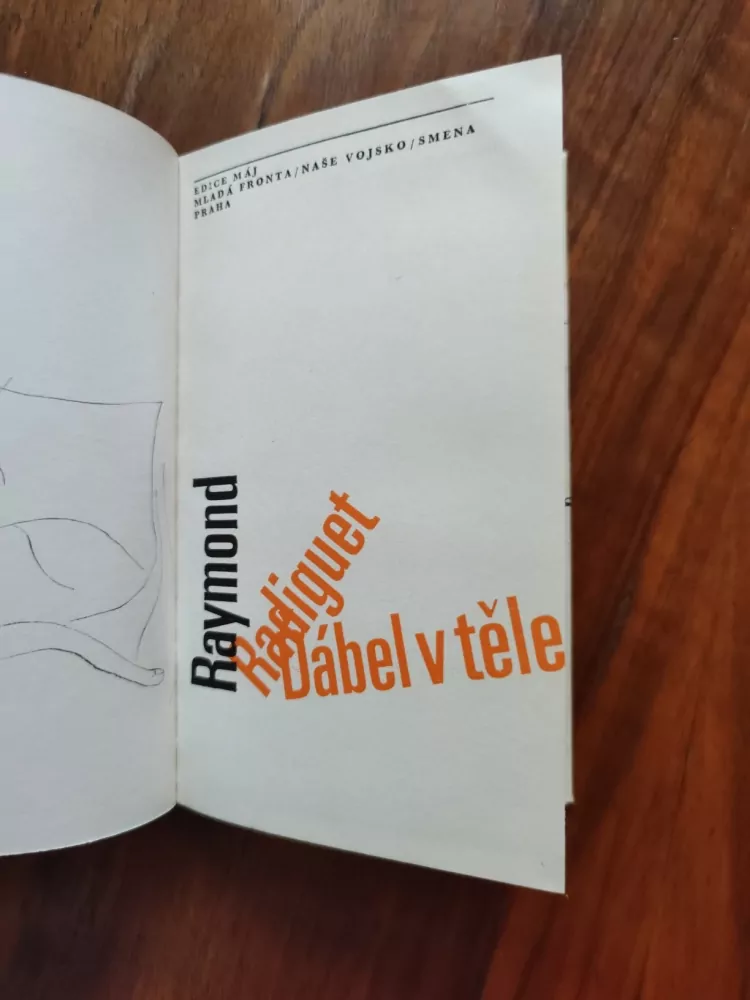 EDICE MÁJ
MLADÁ FRONTA/NAŠE VOJSKO/SMENA
PRAHA
Raymond
Radiguet
Ďábel v těle